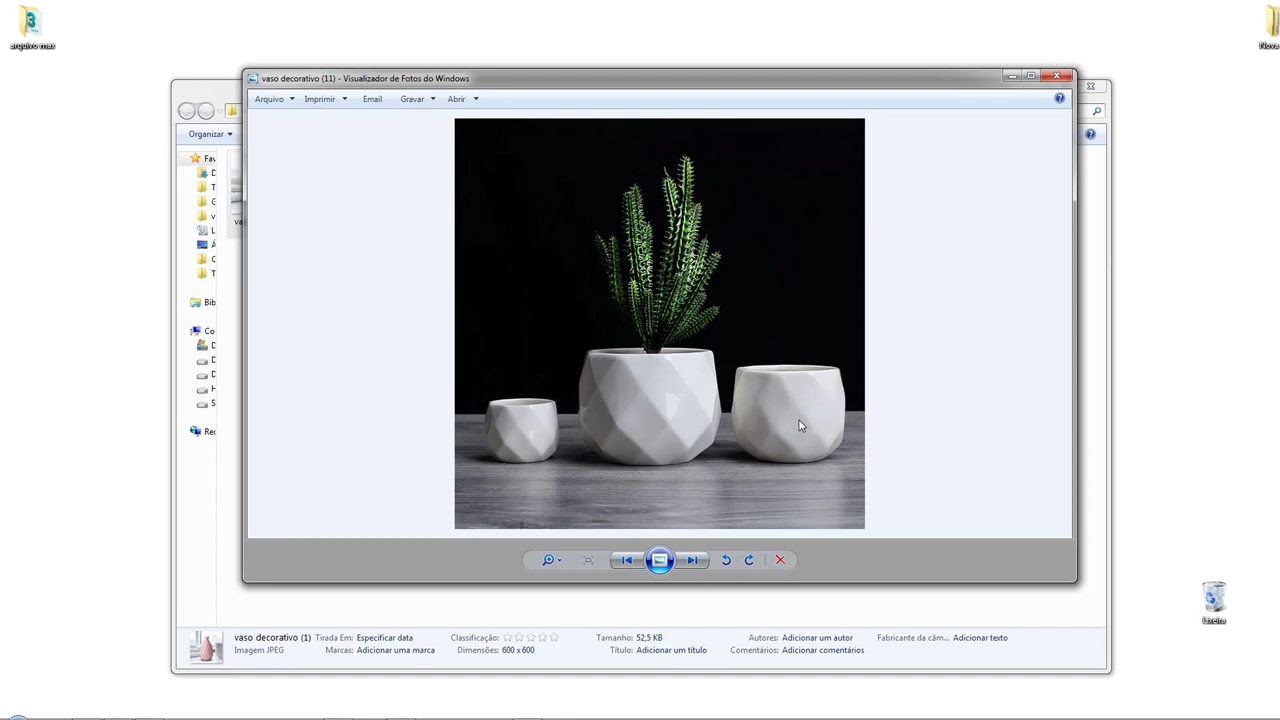 arquivo max
Nova
vaso decorativo (11) - Visualizador de Fotos do Windows
Arquivo Imprimir Email Gravar Abrir
Organizar
Fav
D
T
G
v
L
Á
C
T
Bib
Co
D
D
D
H
S
Rec
va
Lixeira
vaso decorativo (1) Tirada Em: Especificar data Classificação: Tamanho: 52,5 KB Autores: Adicionar um autor Fabricante da câm... Adicionar texto
Imagem JPEG Marcas: Adicionar uma marca Dimensões: 600 x 600 Título: Adicionar um título Comentários: Adicionar comentários